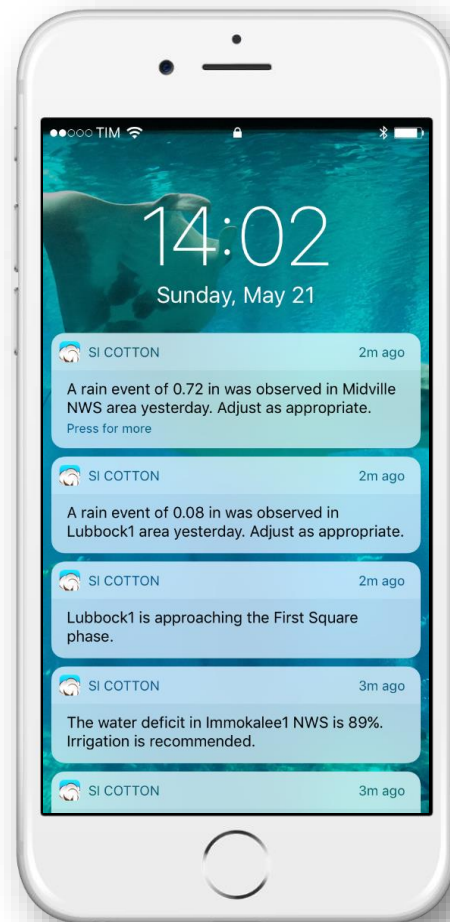 TIM
14:02
Sunday, May 21
SI COTTON 2m ago
A rain event of 0.72 in was observed in Midville
NWS area yesterday. Adjust as appropriate.
Press for more
SI COTTON 2m ago
A rain event of 0.08 in was observed in
Lubbock1 area yesterday. Adjust as appropriate.
SI COTTON 2m ago
Lubbock1 is approaching the First Square
phase.
SI COTTON 3m ago
The water deficit in Immokalee1 NWS is 89%.
Irrigation is recommended.
SI COTTON 3m ago